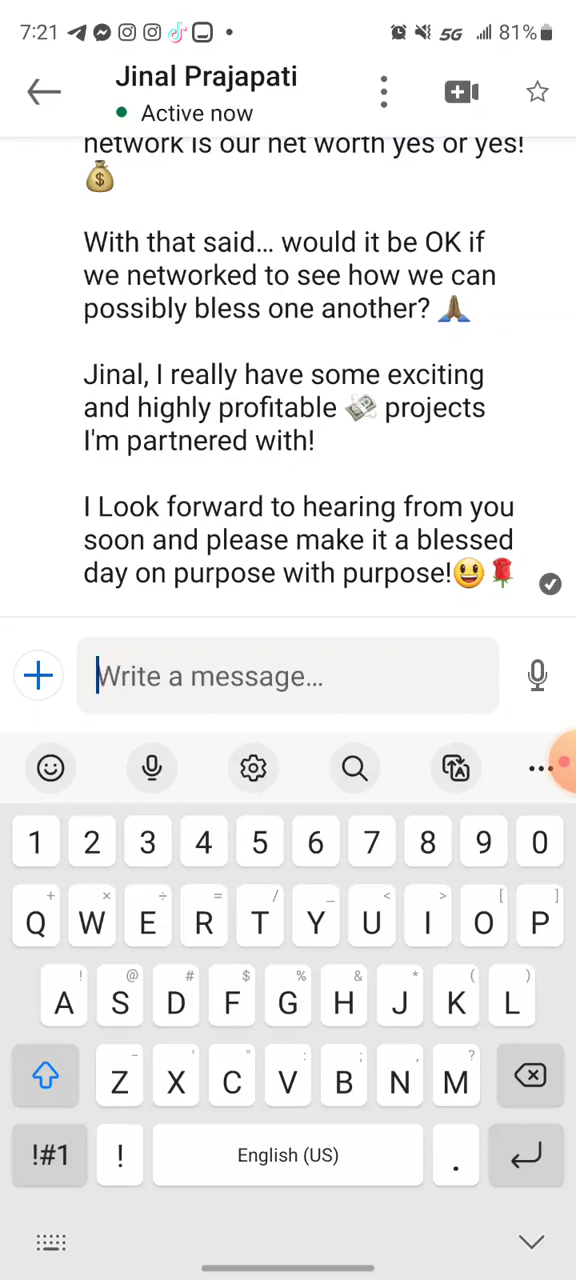 7:21 5G 81%
Jinal Prajapati
Active now
network is our net worth yes or yes!
💰
With that said... would it be OK if
we networked to see how we can
possibly bless one another? 🙏🏾
Jinal, I really have some exciting
and highly profitable 💸 projects
I'm partnered with!
I Look forward to hearing from you
soon and please make it a blessed
day on purpose with purpose!😃🌹
Write a message...
1 2 3 4 5 6 7 8 9 0
+ × ÷ = / _ < > [ ]
Q W E R T Y U I O P
! @ # $ % & * ( )
A S D F G H J K L
- ' " : ; , ?
Z X C V B N M
!#1 ! English (US) .